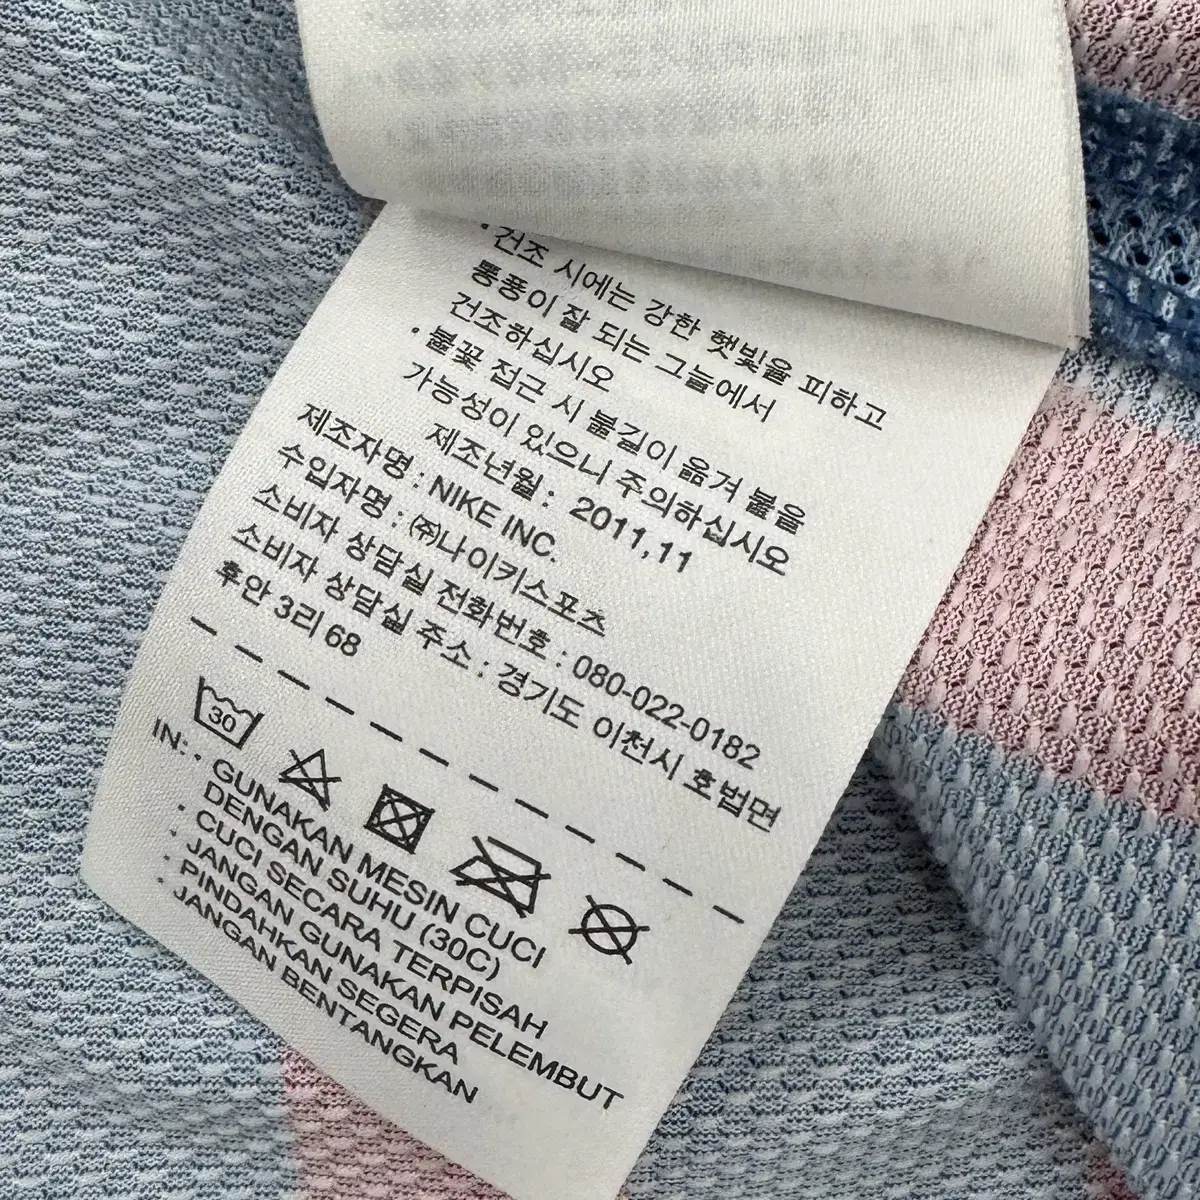 · 건조 시에는 강한 햇빛을 피하고
통풍이 잘 되는 그늘에서
건조하십시오
· 불꽃 접근 시 불길이 옮겨 붙을
가능성이 있으니 주의하십시오
제조년월 : 2011.11
제조자명 : NIKE INC.
수입자명 : ㈜나이키스포츠
소비자 상담실 전화번호 : 080-022-0182
소비자 상담실 주소 : 경기도 이천시 호법면
후안 3리 68
30
IN: · GUNAKAN MESIN CUCI
DENGAN SUHU (30C)
· CUCI SECARA TERPISAH
· JANGAN GUNAKAN PELEMBUT
· PINDAHKAN SEGERA
· JANGAN BENTANGKAN